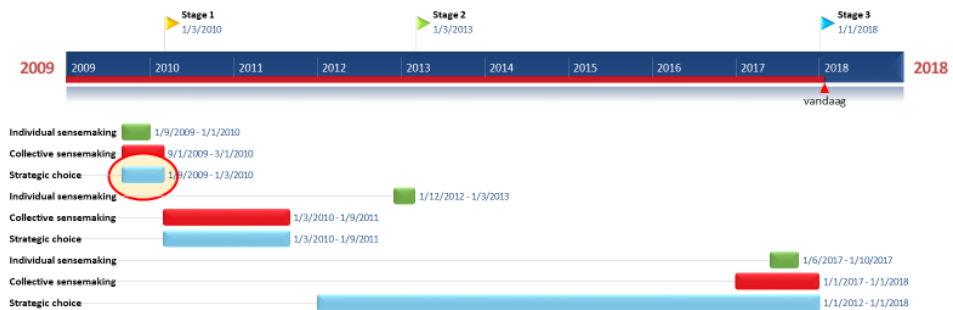 Stage 1
1/3/2010
Stage 2
1/3/2013
Stage 3
1/1/2018
2009 2009 2010 2011 2012 2013 2014 2015 2016 2017 2018 2018
vandaag
Individual sensemaking 1/9/2009 - 1/1/2010
Collective sensemaking 9/1/2009 - 3/1/2010
Strategic choice 1/9/2009 - 1/3/2010
Individual sensemaking 1/12/2012 - 1/3/2013
Collective sensemaking 1/3/2010 - 1/9/2011
Strategic choice 1/3/2010 - 1/9/2011
Individual sensemaking 1/6/2017 - 1/10/2017
Collective sensemaking 1/1/2017 - 1/1/2018
Strategic choice 1/1/2012 - 1/1/2018